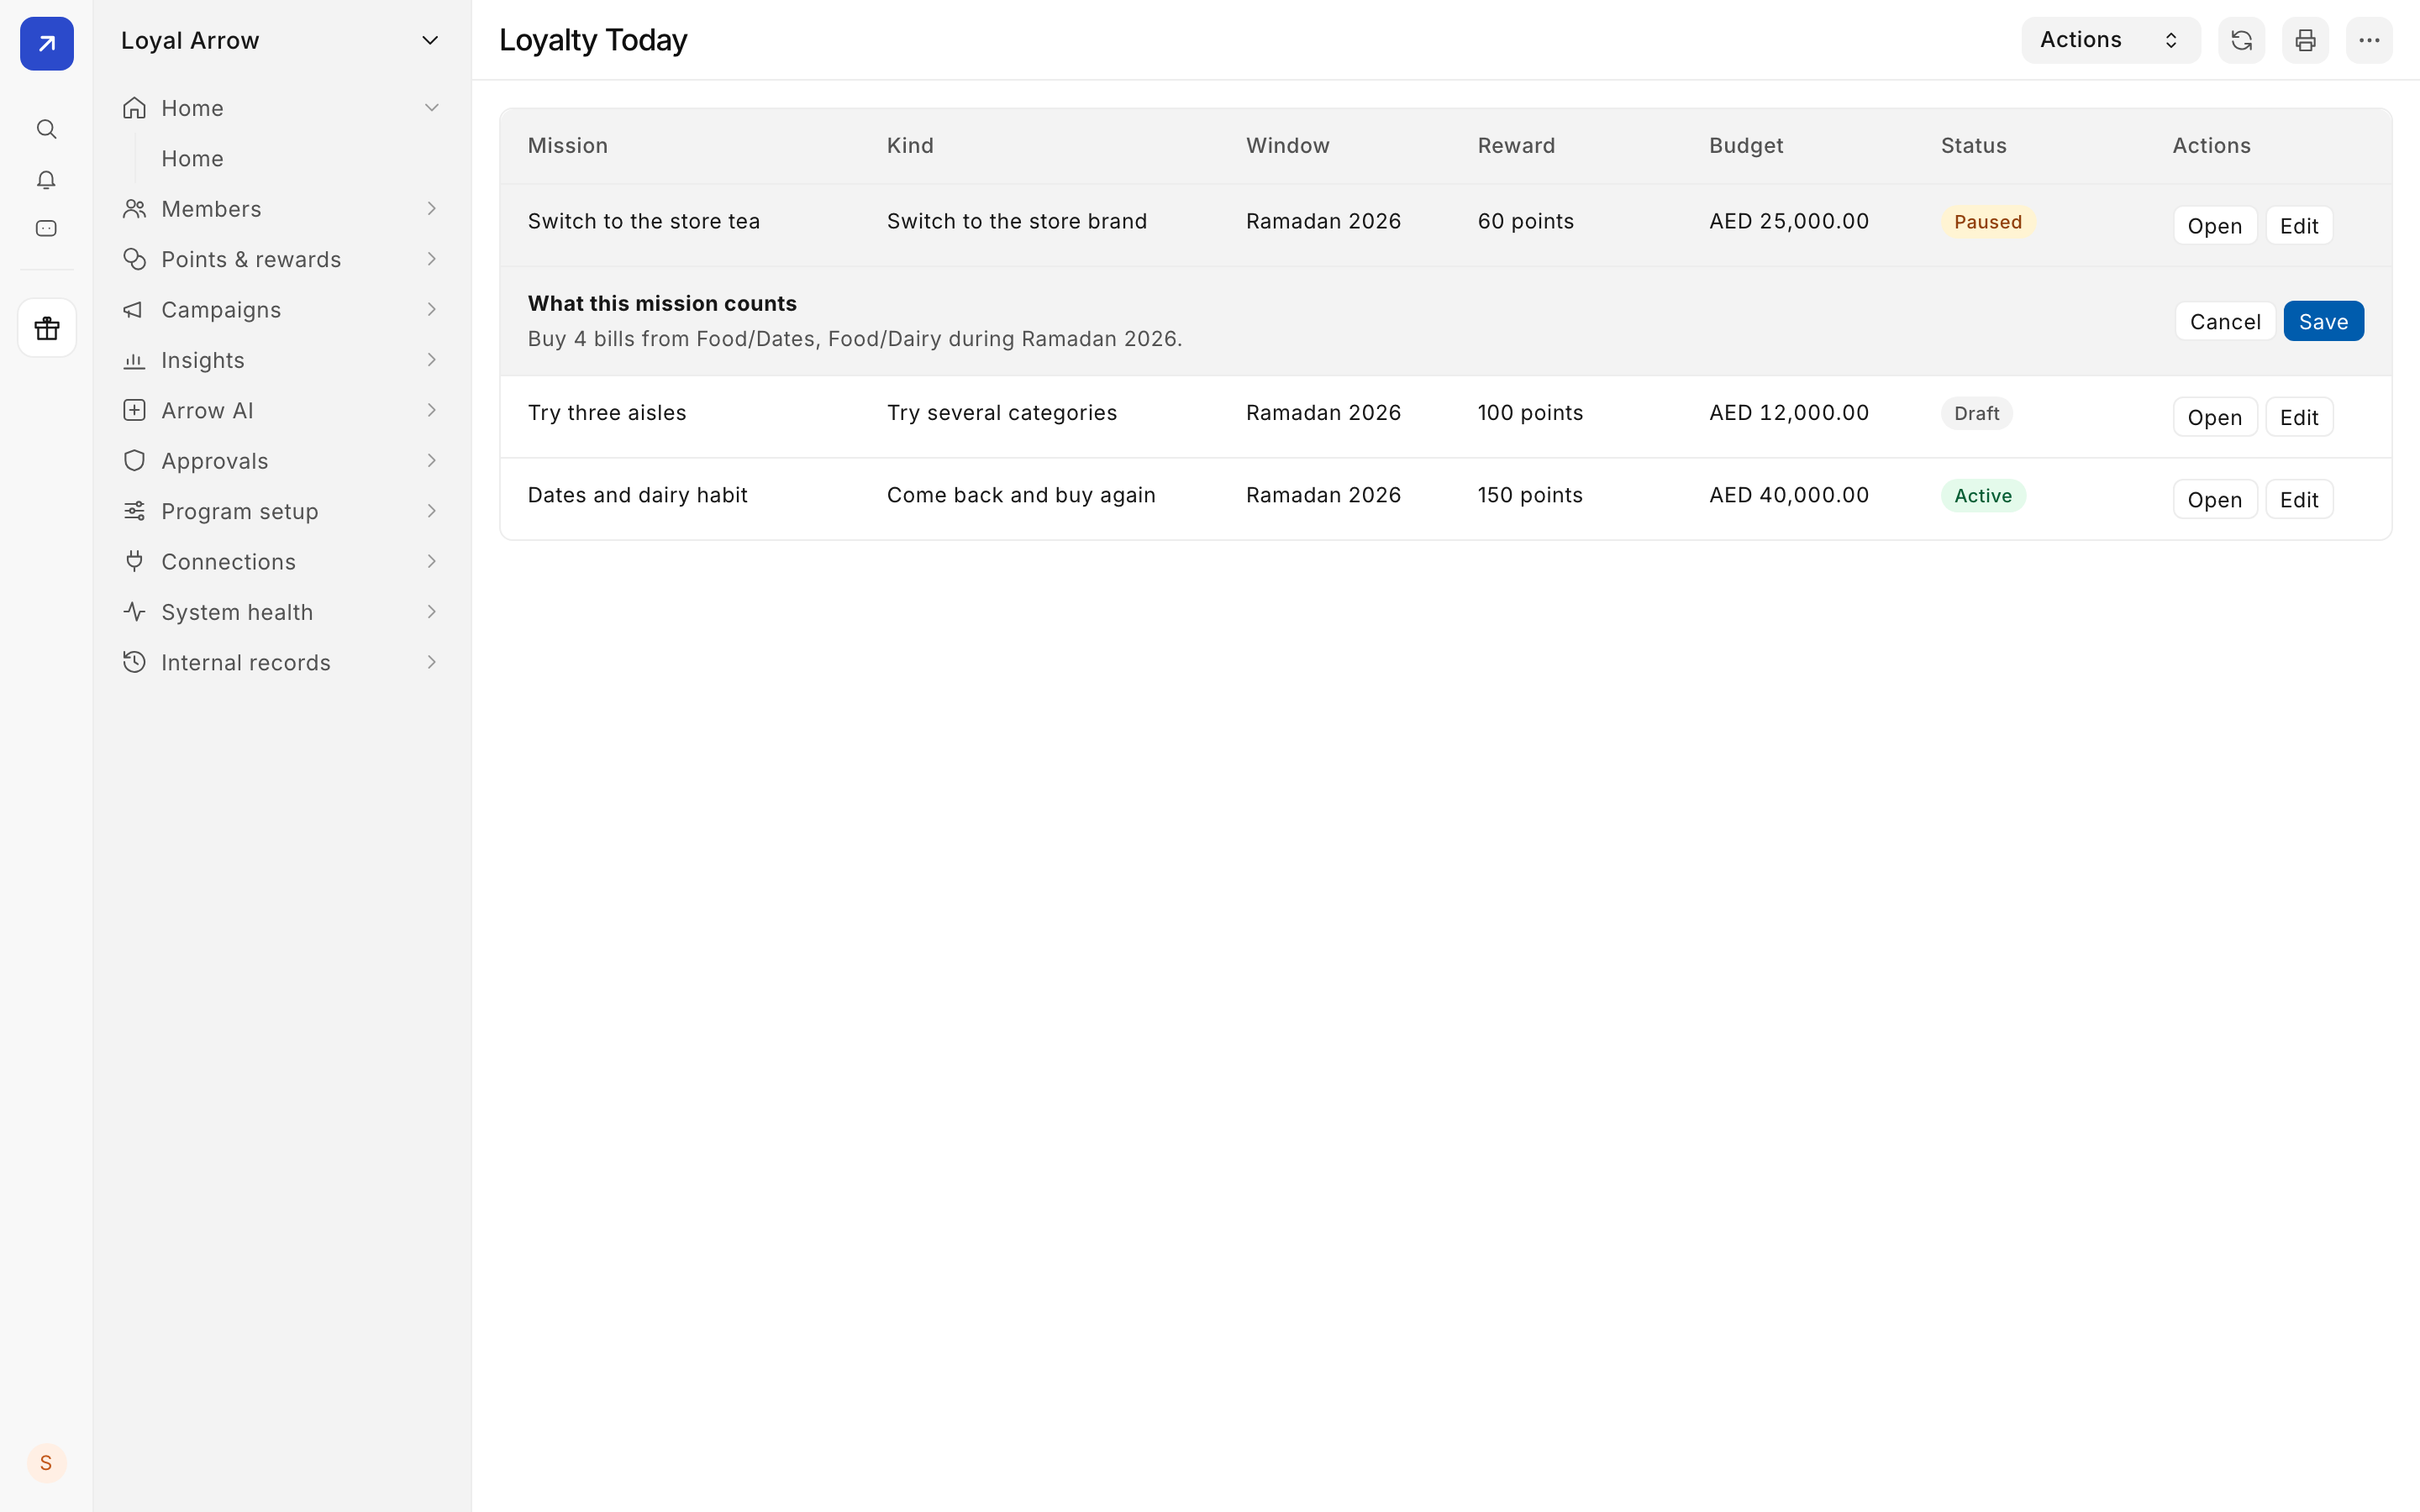 Loyal Arrow
Home
Home
Members
Points & rewards
Campaigns
Insights
Arrow AI
Approvals
Program setup
Connections
System health
Internal records
S
Loyalty Today
Actions
Mission Kind Window Reward Budget Status Actions
Switch to the store tea Switch to the store brand Ramadan 2026 60 points AED 25,000.00 Paused Open Edit
What this mission counts
Buy 4 bills from Food/Dates, Food/Dairy during Ramadan 2026.
Cancel Save
Try three aisles Try several categories Ramadan 2026 100 points AED 12,000.00 Draft Open Edit
Dates and dairy habit Come back and buy again Ramadan 2026 150 points AED 40,000.00 Active Open Edit